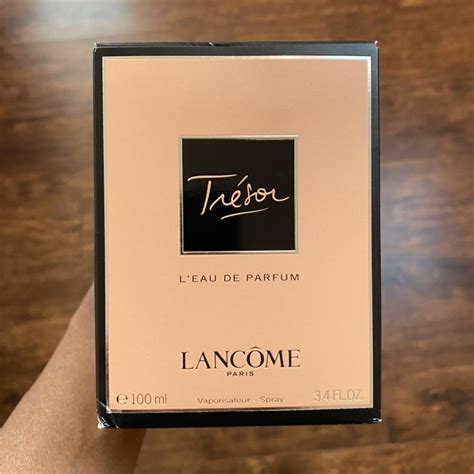 Trésor
L'EAU DE PARFUM
LANCÔME
PARIS
℮ 100 ml Vaporisateur - Spray 3.4 FL.OZ.